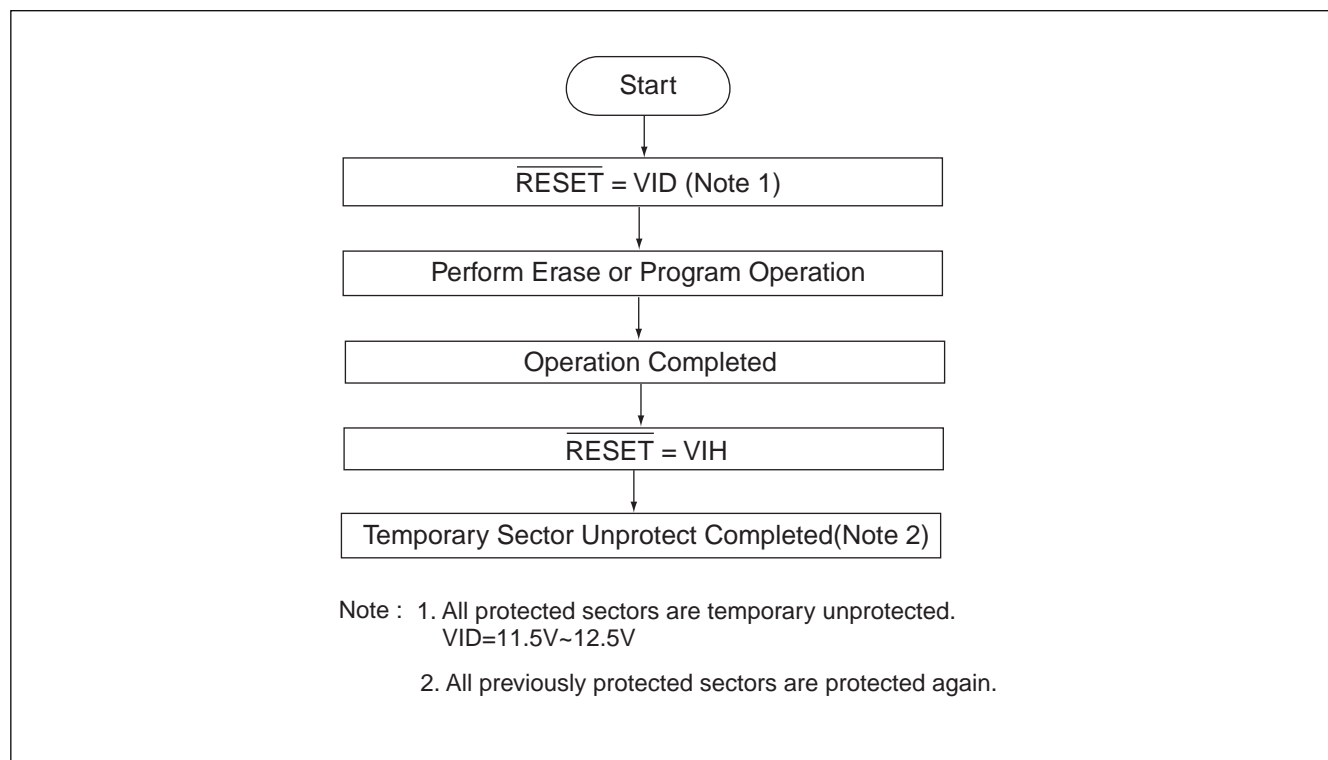 Start
RESET = VID (Note 1)
Perform Erase or Program Operation
Operation Completed
RESET = VIH
Temporary Sector Unprotect Completed(Note 2)
Note : 1. All protected sectors are temporary unprotected.
VID=11.5V~12.5V
2. All previously protected sectors are protected again.